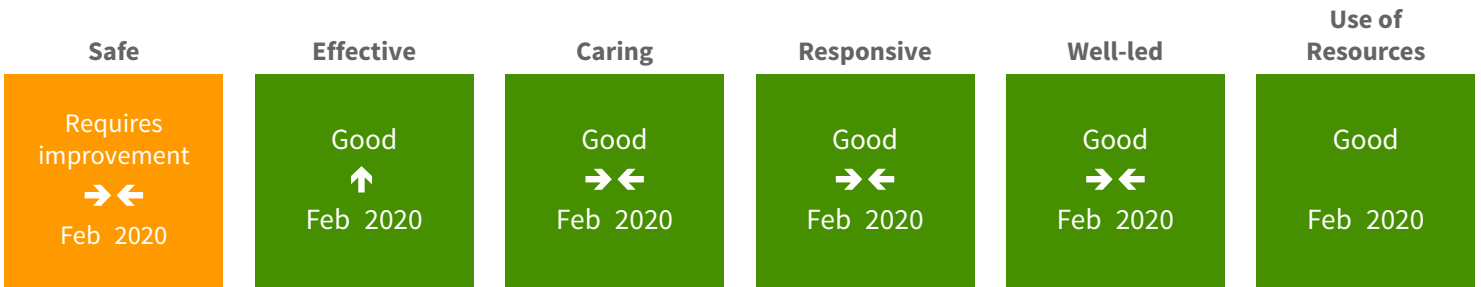 Safe
Effective
Caring
Responsive
Well-led
Use of
Resources
Requires
improvement
→←
Feb 2020
Good
↑
Feb 2020
Good
→←
Feb 2020
Good
→←
Feb 2020
Good
→←
Feb 2020
Good
Feb 2020